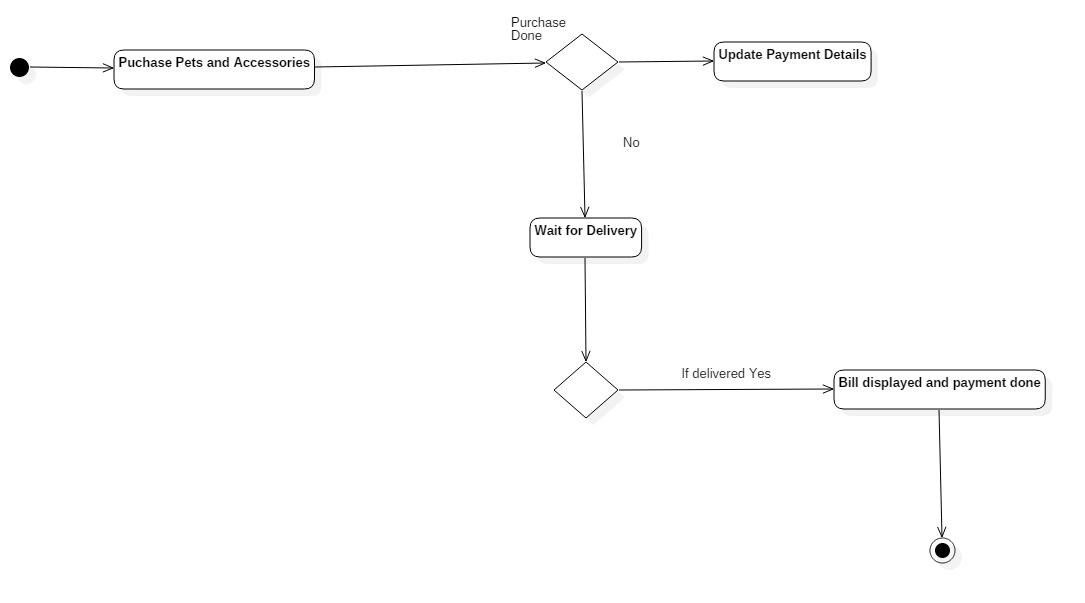 Purchase
Done
Puchase Pets and Accessories
Update Payment Details
No
Wait for Delivery
If delivered Yes
Bill displayed and payment done